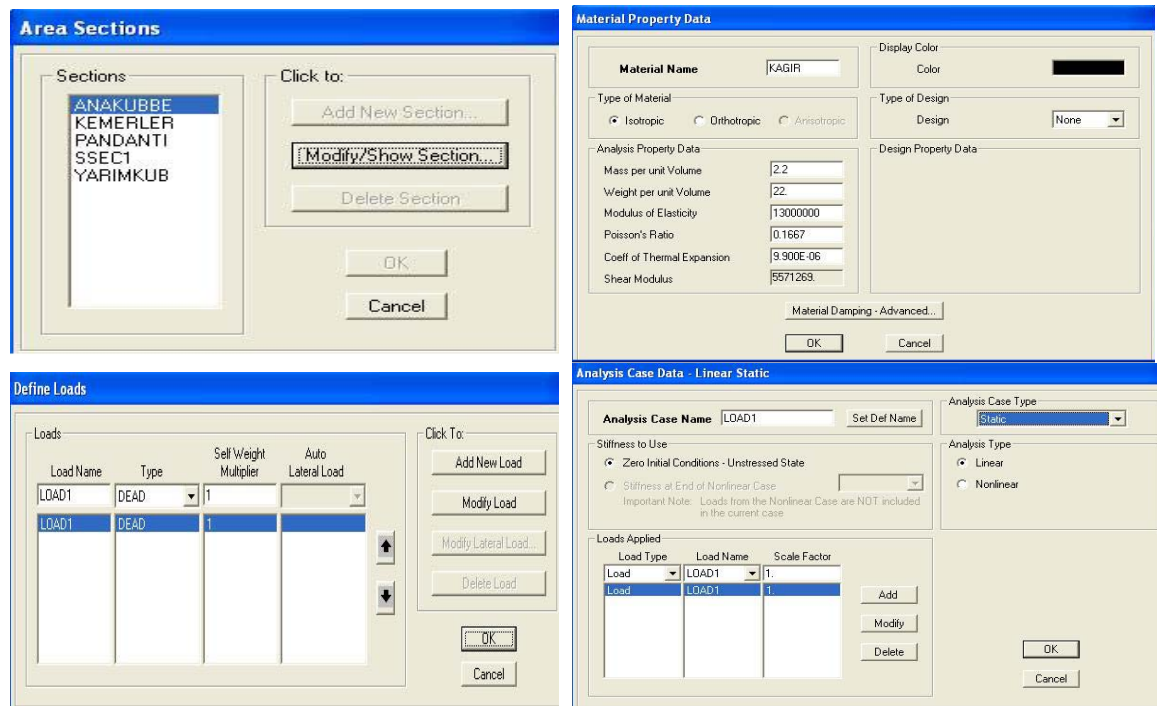 Area Sections
Sections
ANAKUBBE
KEMERLER
PANDANTI
SSEC1
YARIMKUB
Click to:
Add New Section...
Modify/Show Section...
Delete Section
OK
Cancel
Material Property Data
Material Name KAGIR
Display Color
Color
Type of Material
Isotropic Orthotropic Anisotropic
Type of Design
Design None
Analysis Property Data
Mass per unit Volume 2.2
Weight per unit Volume 22.
Modulus of Elasticity 13000000
Poisson's Ratio 0.1667
Coeff of Thermal Expansion 9.900E-06
Shear Modulus 5571269.
Design Property Data
Material Damping - Advanced...
OK Cancel
Define Loads
Loads
Load Name Type Self Weight Multiplier Auto Lateral Load
LOAD1 DEAD 1
LOAD1 DEAD 1
Click To:
Add New Load
Modify Load
Modify Lateral Load...
Delete Load
OK
Cancel
Analysis Case Data - Linear Static
Analysis Case Name LOAD1 Set Def Name
Analysis Case Type
Static
Stiffness to Use
Zero Initial Conditions - Unstressed State
Stiffness at End of Nonlinear Case
Important Note: Loads from the Nonlinear Case are NOT included
in the current case
Analysis Type
Linear
Nonlinear
Loads Applied
Load Type Load Name Scale Factor
Load LOAD1 1.
Load LOAD1 1.
Add
Modify
Delete
OK
Cancel